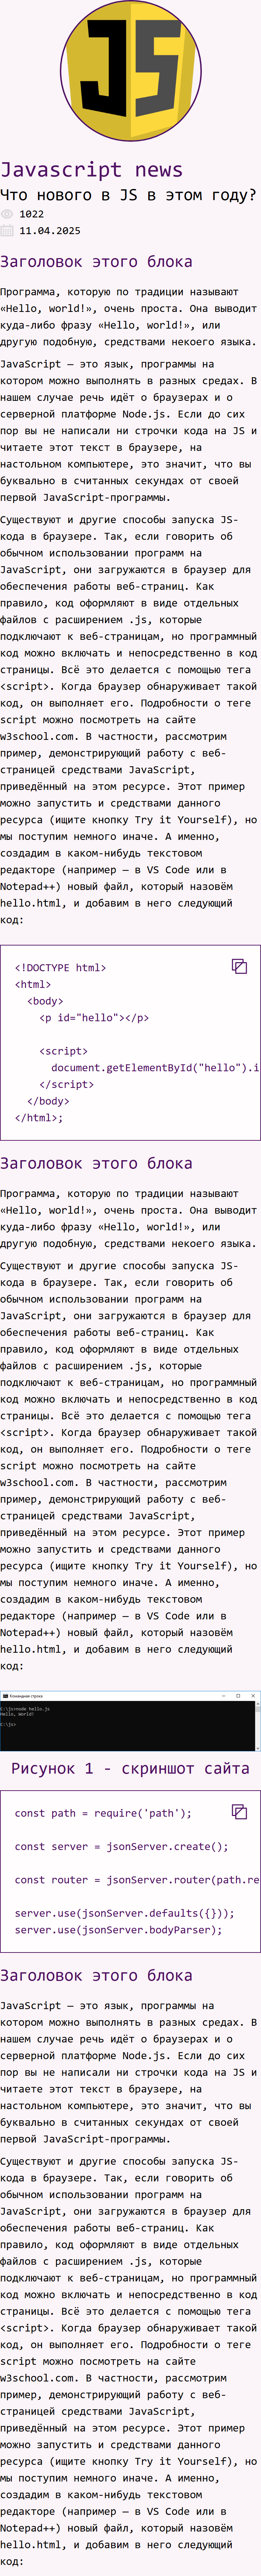 JS
Javascript news
Что нового в JS в этом году?
1022
11.04.2025
Заголовок этого блока
Программа, которую по традиции называют
«Hello, world!», очень проста. Она выводит
куда-либо фразу «Hello, world!», или
другую подобную, средствами некоего языка.
JavaScript — это язык, программы на
котором можно выполнять в разных средах. В
нашем случае речь идёт о браузерах и о
серверной платформе Node.js. Если до сих
пор вы не написали ни строчки кода на JS и
читаете этот текст в браузере, на
настольном компьютере, это значит, что вы
буквально в считанных секундах от своей
первой JavaScript-программы.
Существуют и другие способы запуска JS-
кода в браузере. Так, если говорить об
обычном использовании программ на
JavaScript, они загружаются в браузер для
обеспечения работы веб-страниц. Как
правило, код оформляют в виде отдельных
файлов с расширением .js, которые
подключают к веб-страницам, но программный
код можно включать и непосредственно в код
страницы. Всё это делается с помощью тега
<script>. Когда браузер обнаруживает такой
код, он выполняет его. Подробности о теге
script можно посмотреть на сайте
w3school.com. В частности, рассмотрим
пример, демонстрирующий работу с веб-
страницей средствами JavaScript,
приведённый на этом ресурсе. Этот пример
можно запустить и средствами данного
ресурса (ищите кнопку Try it Yourself), но
мы поступим немного иначе. А именно,
создадим в каком-нибудь текстовом
редакторе (например — в VS Code или в
Notepad++) новый файл, который назовём
hello.html, и добавим в него следующий
код:
<!DOCTYPE html>
<html>
<body>
<p id="hello"></p>
<script>
document.getElementById("hello").i
</script>
</body>
</html>;
Заголовок этого блока
Программа, которую по традиции называют
«Hello, world!», очень проста. Она выводит
куда-либо фразу «Hello, world!», или
другую подобную, средствами некоего языка.
Существуют и другие способы запуска JS-
кода в браузере. Так, если говорить об
обычном использовании программ на
JavaScript, они загружаются в браузер для
обеспечения работы веб-страниц. Как
правило, код оформляют в виде отдельных
файлов с расширением .js, которые
подключают к веб-страницам, но программный
код можно включать и непосредственно в код
страницы. Всё это делается с помощью тега
<script>. Когда браузер обнаруживает такой
код, он выполняет его. Подробности о теге
script можно посмотреть на сайте
w3school.com. В частности, рассмотрим
пример, демонстрирующий работу с веб-
страницей средствами JavaScript,
приведённый на этом ресурсе. Этот пример
можно запустить и средствами данного
ресурса (ищите кнопку Try it Yourself), но
мы поступим немного иначе. А именно,
создадим в каком-нибудь текстовом
редакторе (например — в VS Code или в
Notepad++) новый файл, который назовём
hello.html, и добавим в него следующий
код:
Командная строка
C:\js>node hello.js
Hello, World!
C:\js>
Рисунок 1 - скриншот сайта
const path = require('path');
const server = jsonServer.create();
const router = jsonServer.router(path.re
server.use(jsonServer.defaults({}));
server.use(jsonServer.bodyParser);
Заголовок этого блока
JavaScript — это язык, программы на
котором можно выполнять в разных средах. В
нашем случае речь идёт о браузерах и о
серверной платформе Node.js. Если до сих
пор вы не написали ни строчки кода на JS и
читаете этот текст в браузере, на
настольном компьютере, это значит, что вы
буквально в считанных секундах от своей
первой JavaScript-программы.
Существуют и другие способы запуска JS-
кода в браузере. Так, если говорить об
обычном использовании программ на
JavaScript, они загружаются в браузер для
обеспечения работы веб-страниц. Как
правило, код оформляют в виде отдельных
файлов с расширением .js, которые
подключают к веб-страницам, но программный
код можно включать и непосредственно в код
страницы. Всё это делается с помощью тега
<script>. Когда браузер обнаруживает такой
код, он выполняет его. Подробности о теге
script можно посмотреть на сайте
w3school.com. В частности, рассмотрим
пример, демонстрирующий работу с веб-
страницей средствами JavaScript,
приведённый на этом ресурсе. Этот пример
можно запустить и средствами данного
ресурса (ищите кнопку Try it Yourself), но
мы поступим немного иначе. А именно,
создадим в каком-нибудь текстовом
редакторе (например — в VS Code или в
Notepad++) новый файл, который назовём
hello.html, и добавим в него следующий
код: